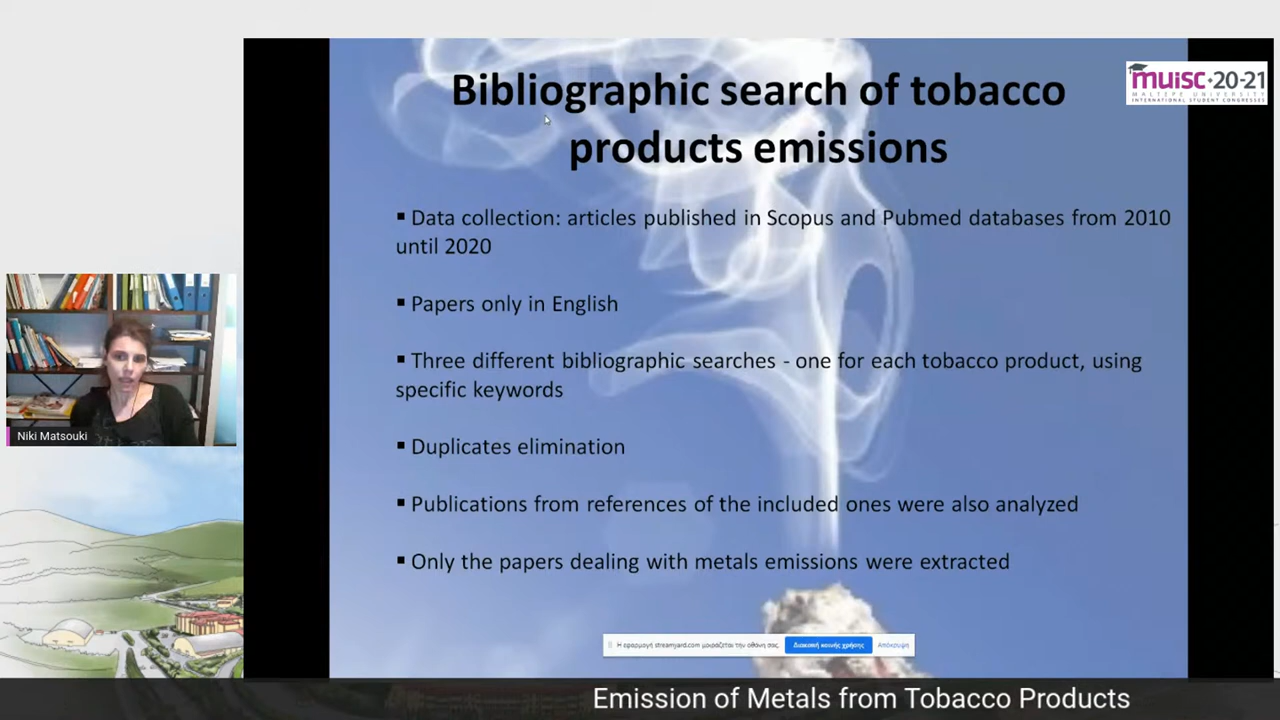 Bibliographic search of tobacco
products emissions
muisc·20-21
MALTEPE UNIVERSITY
INTERNATIONAL STUDENT CONGRESSES
▪ Data collection: articles published in Scopus and Pubmed databases from 2010
until 2020
▪ Papers only in English
▪ Three different bibliographic searches - one for each tobacco product, using
specific keywords
▪ Duplicates elimination
▪ Publications from references of the included ones were also analyzed
▪ Only the papers dealing with metals emissions were extracted
Niki Matsouki
Η εφαρμογή streamyard.com μοιράζεται την οθόνη σας. Διακοπή κοινής χρήσης Απόκρυψη
Emission of Metals from Tobacco Products